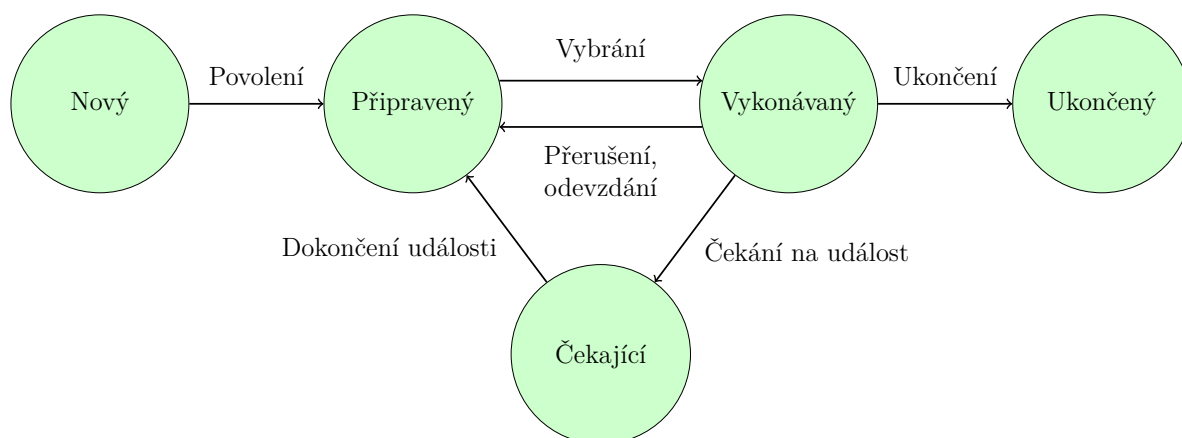 Nový
Povolení
Připravený
Vybrání
Přerušení,
odevzdání
Vykonávaný
Ukončení
Ukončený
Dokončení události
Čekání na událost
Čekající